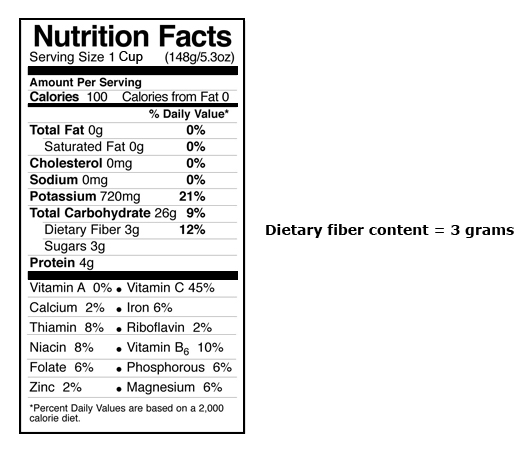 Nutrition Facts
Serving Size 1 Cup (148g/5.3oz)
Amount Per Serving
Calories 100 Calories from Fat 0
% Daily Value*
Total Fat 0g 0%
Saturated Fat 0g 0%
Cholesterol 0mg 0%
Sodium 0mg 0%
Potassium 720mg 21%
Total Carbohydrate 26g 9%
Dietary Fiber 3g 12%
Sugars 3g
Protein 4g
Vitamin A 0% • Vitamin C 45%
Calcium 2% • Iron 6%
Thiamin 8% • Riboflavin 2%
Niacin 8% • Vitamin B6 10%
Folate 6% • Phosphorous 6%
Zinc 2% • Magnesium 6%
*Percent Daily Values are based on a 2,000
calorie diet.
Dietary fiber content = 3 grams